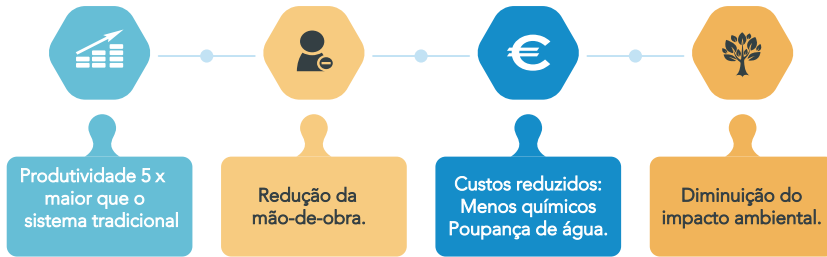 Produtividade 5 x
maior que o
sistema tradicional
Redução da
mão-de-obra.
Custos reduzidos:
Menos químicos
Poupança de água.
Diminuição do
impacto ambiental.